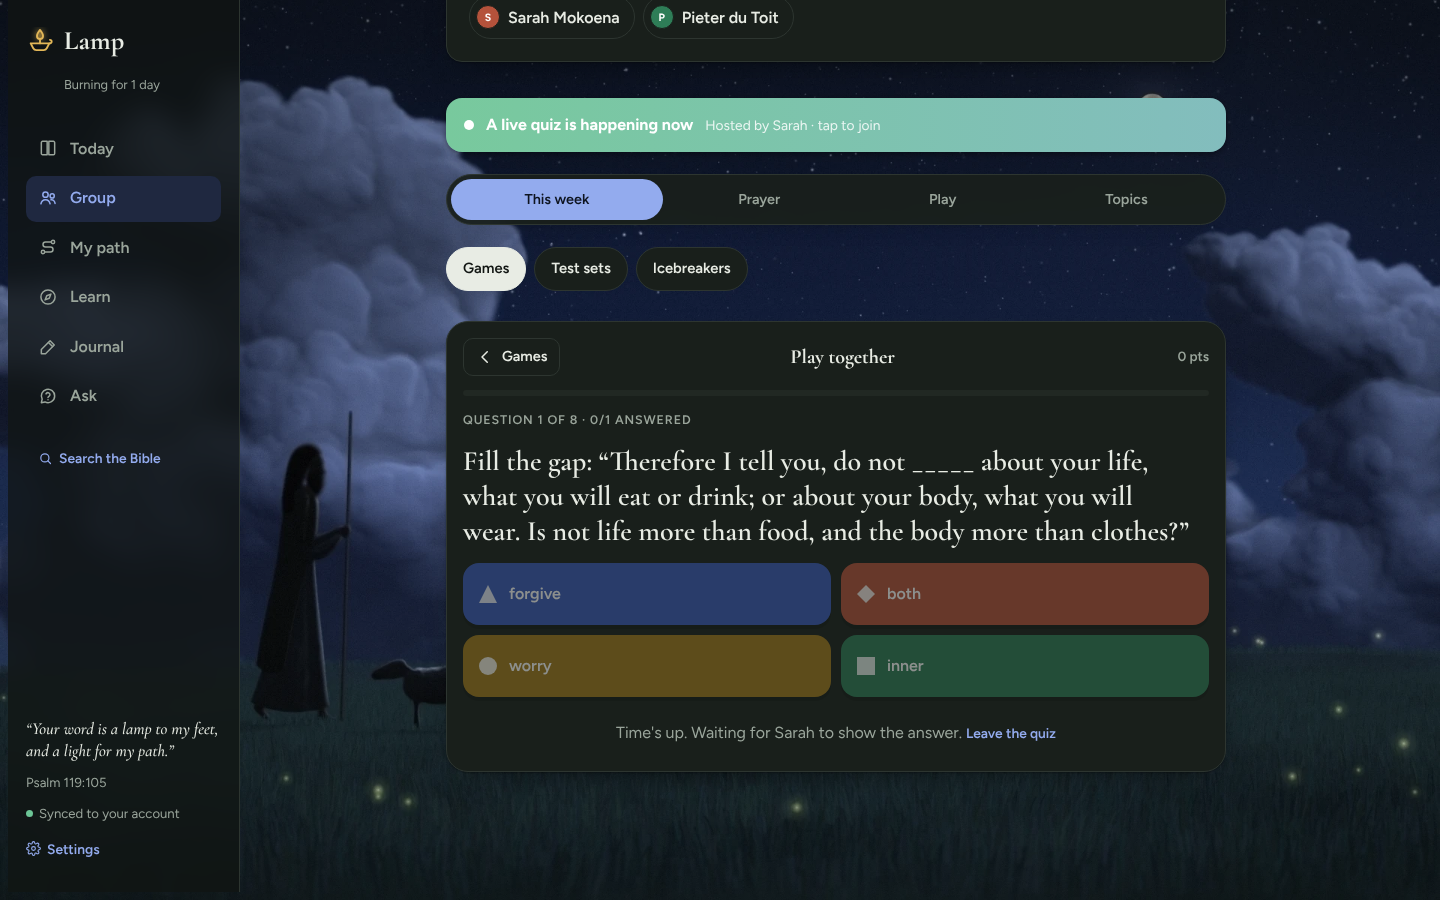 Lamp
Burning for 1 day
Today
Group
My path
Learn
Journal
Ask
Search the Bible
“Your word is a lamp to my feet,
and a light for my path.”
Psalm 119:105
Synced to your account
Settings
S Sarah Mokoena P Pieter du Toit
A live quiz is happening now Hosted by Sarah · tap to join
This week Prayer Play Topics
Games Test sets Icebreakers
Games Play together 0 pts
QUESTION 1 OF 8 · 0/1 ANSWERED
Fill the gap: “Therefore I tell you, do not _____ about your life,
what you will eat or drink; or about your body, what you will
wear. Is not life more than food, and the body more than clothes?”
forgive both
worry inner
Time's up. Waiting for Sarah to show the answer. Leave the quiz